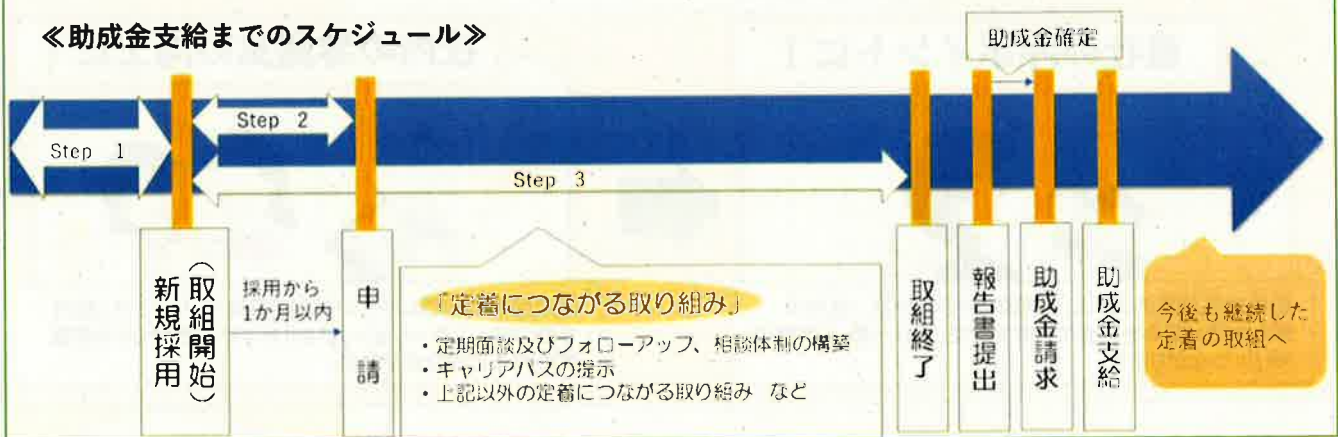 ≪助成金支給までのスケジュール≫
助成金確定
Step 1
Step 2
Step 3
新規採用
(取組開始)
採用から
1か月以内
申請
「定着につながる取り組み」
・定期面談及びフォローアップ、相談体制の構築
・キャリアパスの提示
・上記以外の定着につながる取り組み など
取組終了
報告書提出
助成金請求
助成金支給
今後も継続した
定着の取組へ